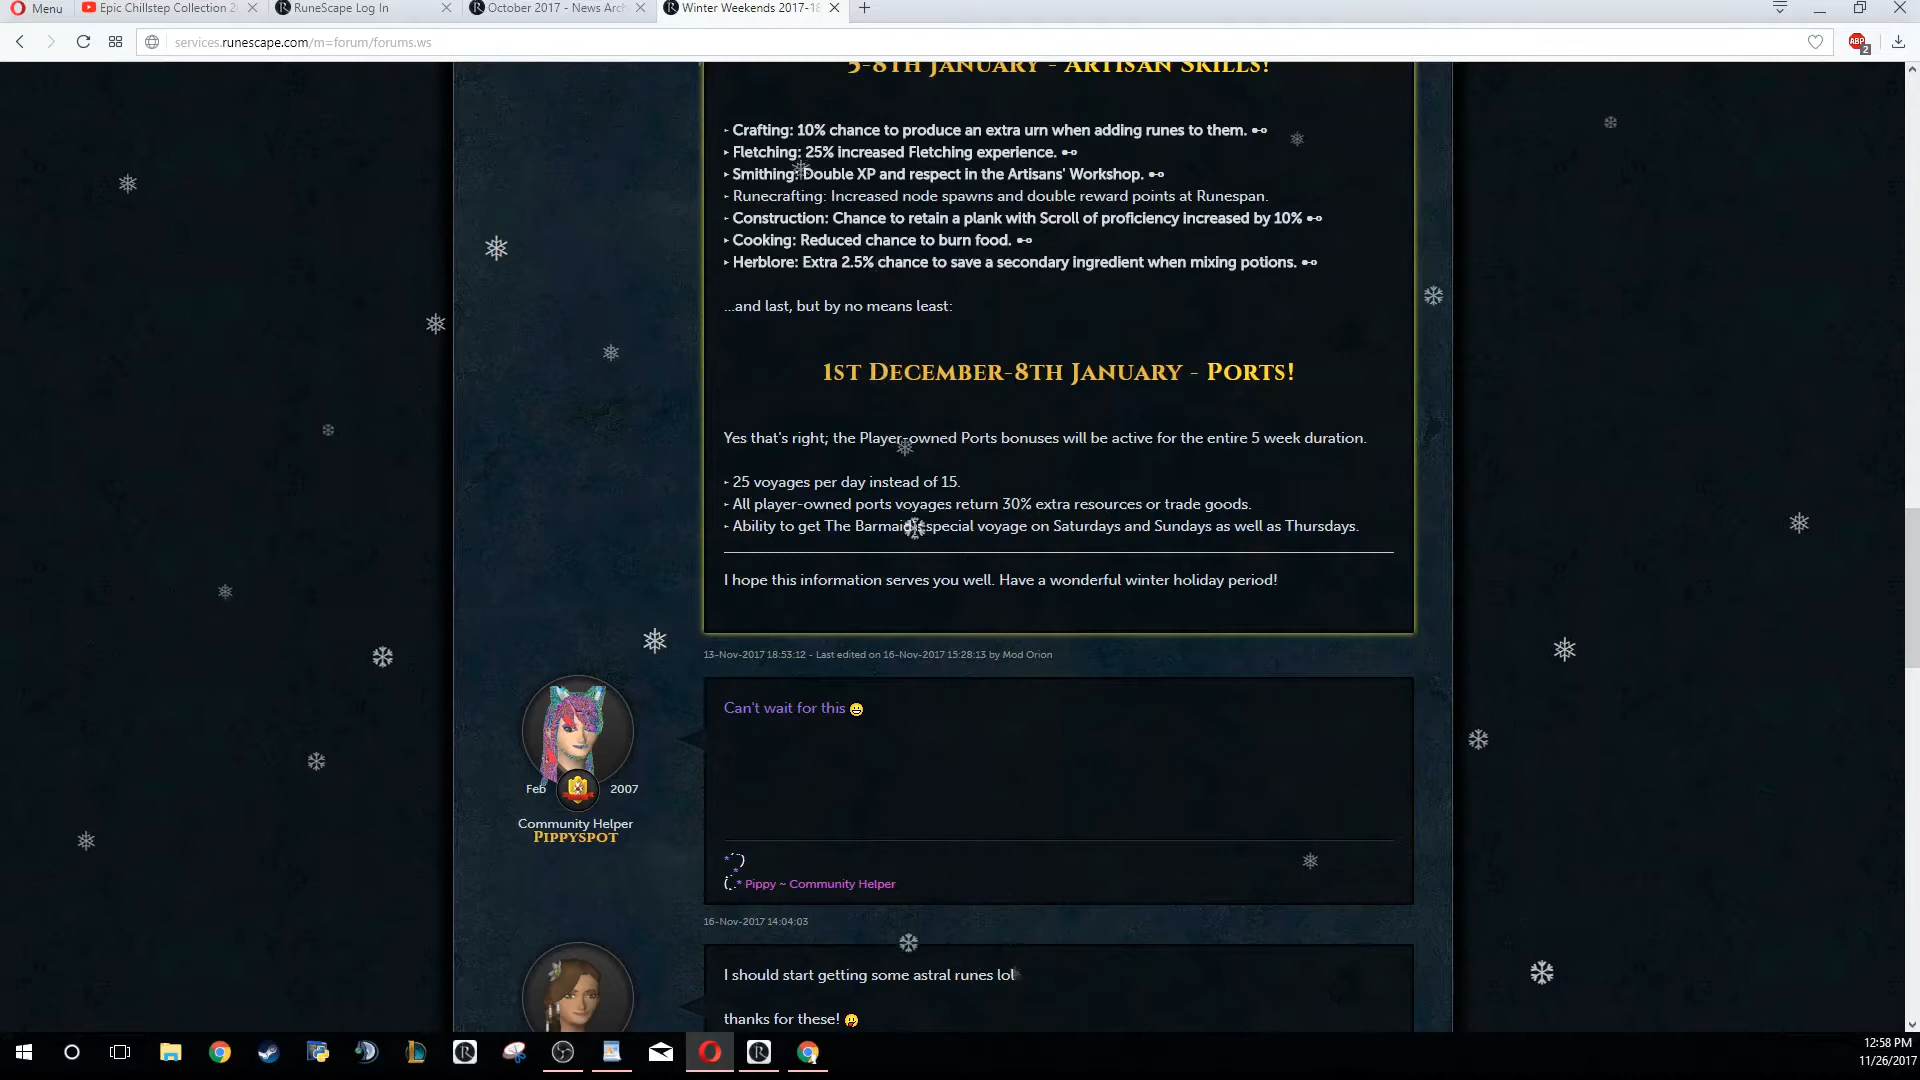 Menu
Epic Chillstep Collection 2
RuneScape Log In
October 2017 - News Arch
Winter Weekends 2017-18
services.runescape.com/m=forum/forums.ws
ABP
2
5-8th January - Artisan Skills!
Crafting: 10% chance to produce an extra urn when adding runes to them.
Fletching: 25% increased Fletching experience.
Smithing: Double XP and respect in the Artisans' Workshop.
Runecrafting: Increased node spawns and double reward points at Runespan.
Construction: Chance to retain a plank with Scroll of proficiency increased by 10%
Cooking: Reduced chance to burn food.
Herblore: Extra 2.5% chance to save a secondary ingredient when mixing potions.
...and last, but by no means least:
1st December-8th January - Ports!
Yes that's right; the Player-owned Ports bonuses will be active for the entire 5 week duration.
25 voyages per day instead of 15.
All player-owned ports voyages return 30% extra resources or trade goods.
Ability to get The Barmaid's special voyage on Saturdays and Sundays as well as Thursdays.
I hope this information serves you well. Have a wonderful winter holiday period!
13-Nov-2017 18:53:12 - Last edited on 16-Nov-2017 15:28:13 by Mod Orion
Can't wait for this
Feb 2007
Community Helper
Pippyspot
*´¨)
¸.*
(¸.* Pippy ~ Community Helper
16-Nov-2017 14:04:03
I should start getting some astral runes lol
thanks for these!
12:58 PM
11/26/2017